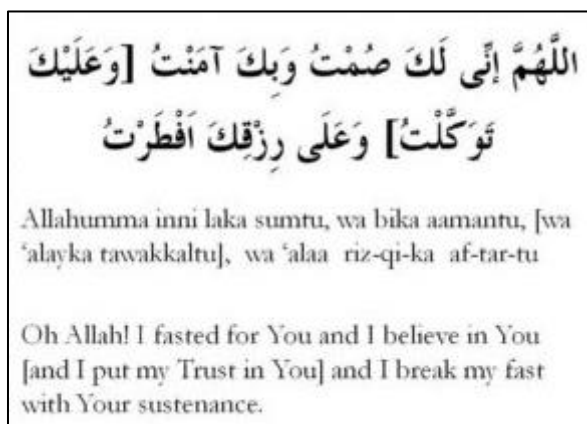 اللَّهُمَّ إِنِّى لَكَ صُمْتُ وَبِكَ آمَنْتُ [وَعَلَيْكَ
تَوَكَّلْتُ] وَعَلَى رِزْقِكَ اَفْطَرْتُ
Allahumma inni laka sumtu, wa bika aamantu, [wa
‘alayka tawakkaltu], wa ‘alaa riz-qi-ka af-tar-tu
Oh Allah! I fasted for You and I believe in You
[and I put my Trust in You] and I break my fast
with Your sustenance.